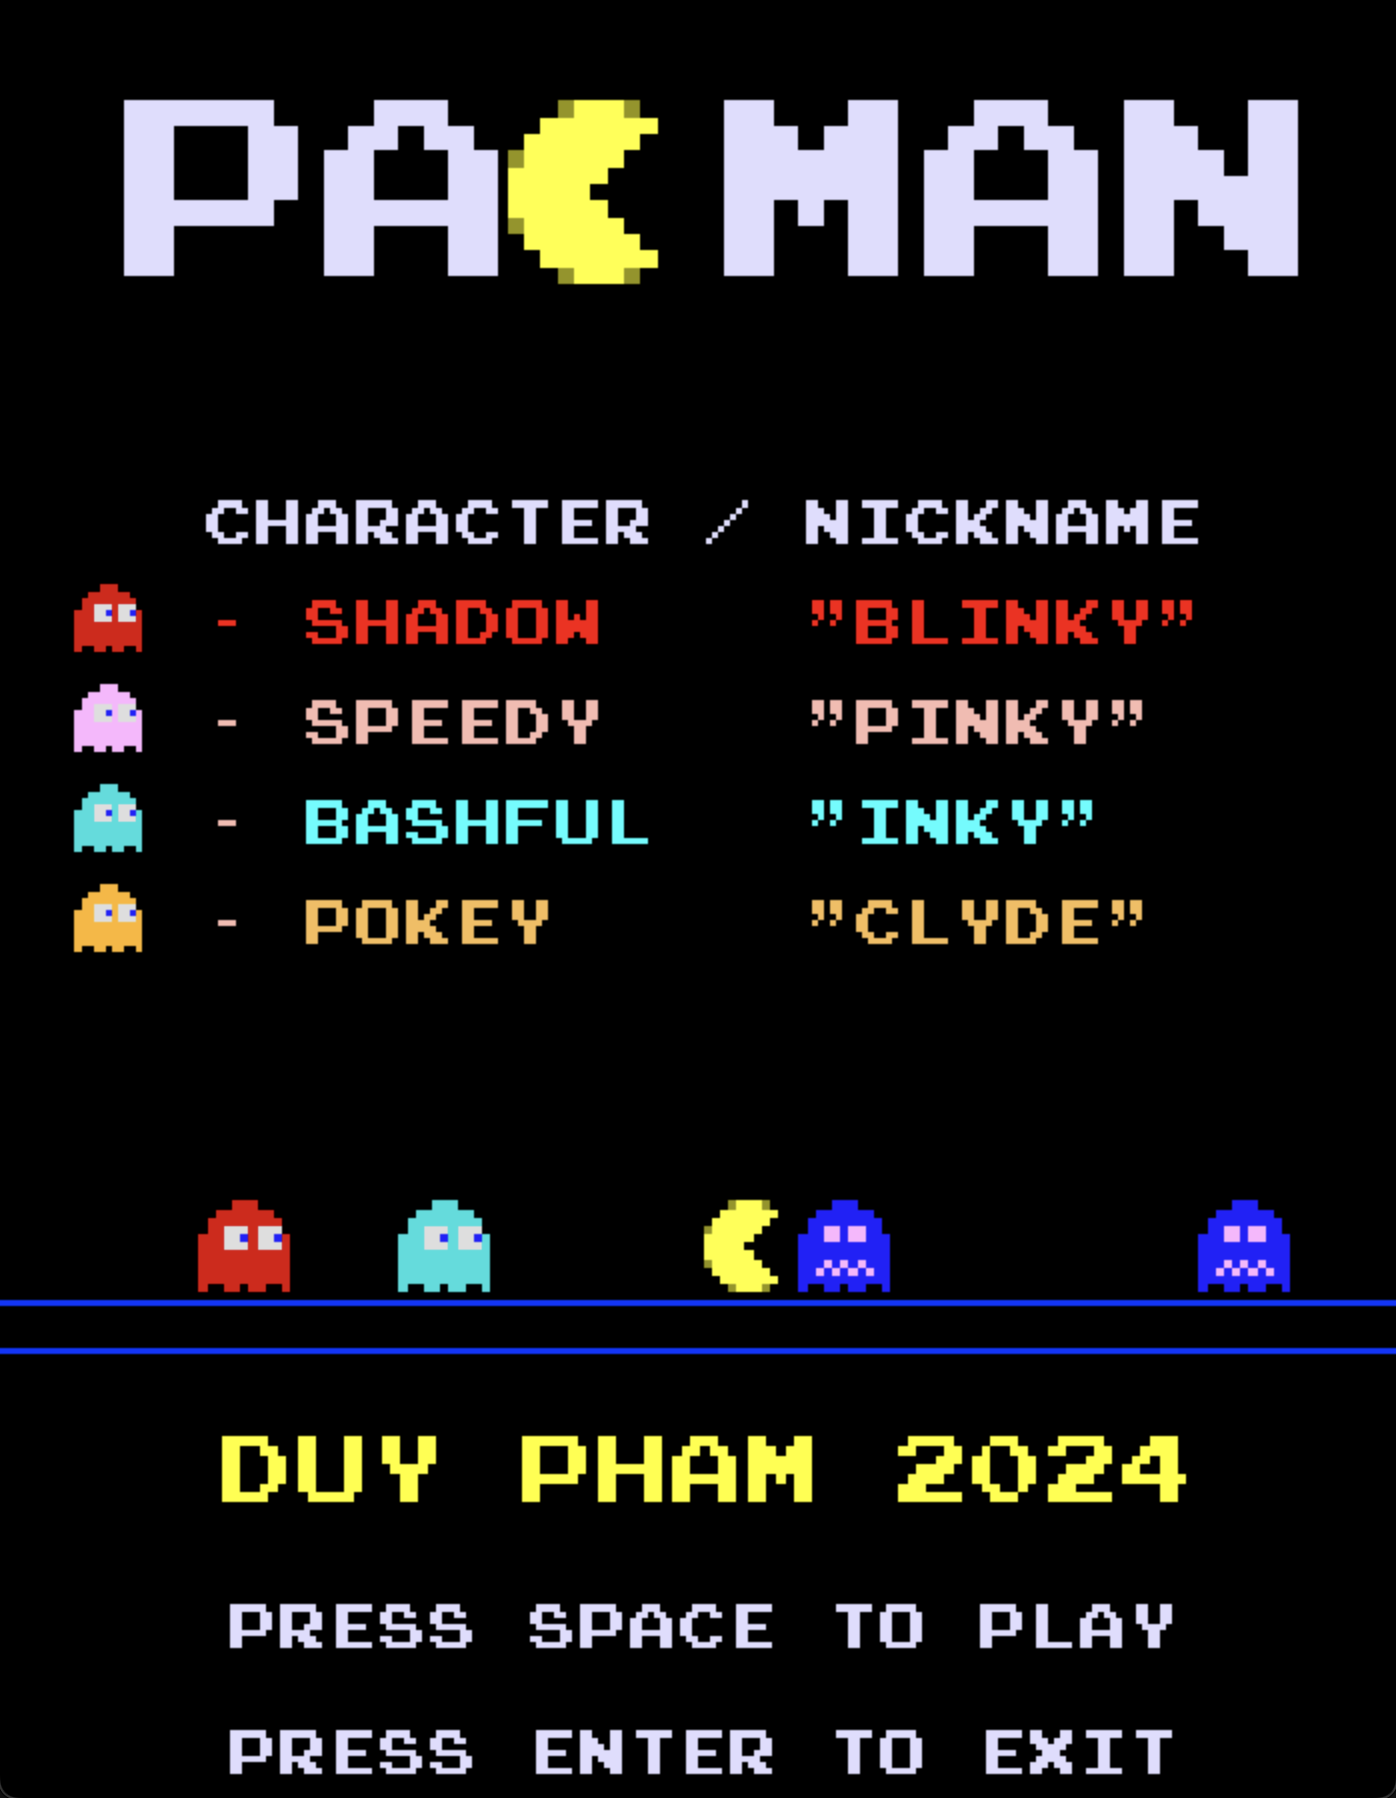 PACMAN
CHARACTER / NICKNAME
- SHADOW ”BLINKY”
- SPEEDY ”PINKY”
- BASHFUL ”INKY”
- POKEY ”CLYDE”
DUY PHAM 2024
PRESS SPACE TO PLAY
PRESS ENTER TO EXIT